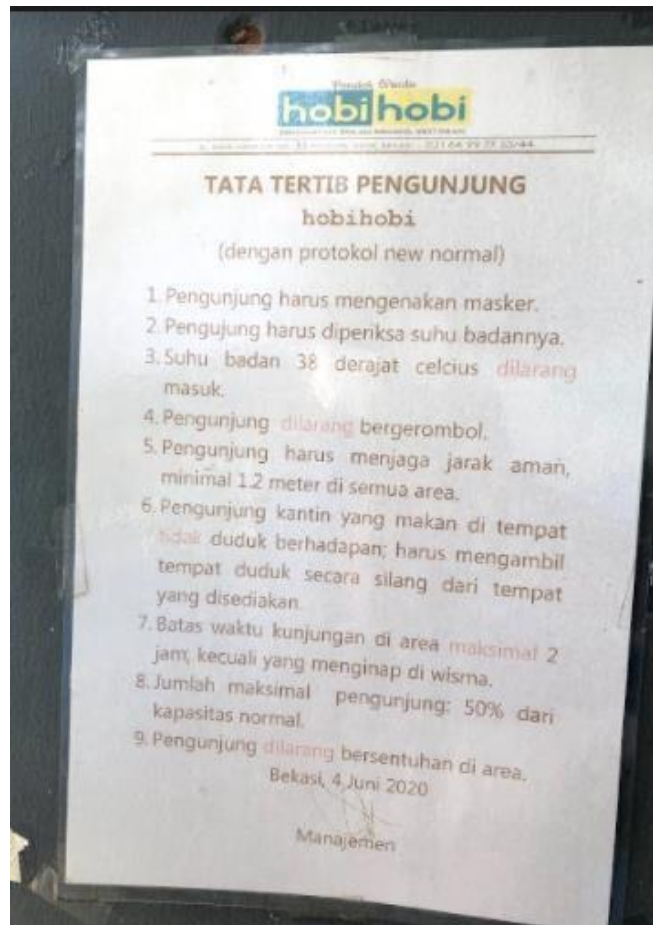 hobihobi
TATA TERTIB PENGUNJUNG
hobihobi
(dengan protokol new normal)
1. Pengunjung harus mengenakan masker.
2. Pengujung harus diperiksa suhu badannya.
3. Suhu badan 38 derajat celcius dilarang
masuk.
4. Pengunjung dilarang bergerombol.
5. Pengunjung harus menjaga jarak aman,
minimal 1.2 meter di semua area.
6. Pengunjung kantin yang makan di tempat
tidak duduk berhadapan; harus mengambil
tempat duduk secara silang dari tempat
yang disediakan.
7. Batas waktu kunjungan di area maksimal 2
jam, kecuali yang menginap di wisma.
8. Jumlah maksimal pengunjung: 50% dari
kapasitas normal.
9. Pengunjung dilarang bersentuhan di area.
Bekasi, 4 Juni 2020
Manajemen